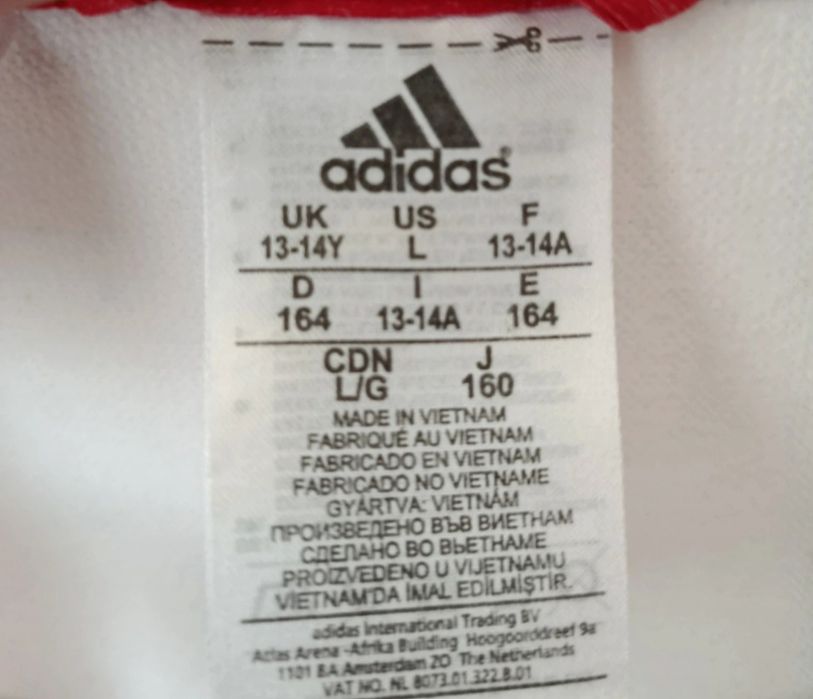 adidas®
UK US F
13-14Y L 13-14A
D I E
164 13-14A 164
CDN J
L/G 160
MADE IN VIETNAM
FABRIQUÉ AU VIETNAM
FABRICADO EN VIETNAM
FABRICADO NO VIETNAME
GYÁRTVA: VIETNÁM
ПРОИЗВЕДЕНО ВЪВ ВИЕТНАМ
СДЕЛАНО ВО ВЬЕТНАМЕ
PROIZVEDENO U VIJETNAMU
VİETNAM'DA İMAL EDİLMİŞTİR.
adidas International Trading BV
Atlas Arena -Afrika Building Hoogoorddreef 9a
1101 BA Amsterdam ZO The Netherlands
VAT NO. NL 8073.01.322.B.01